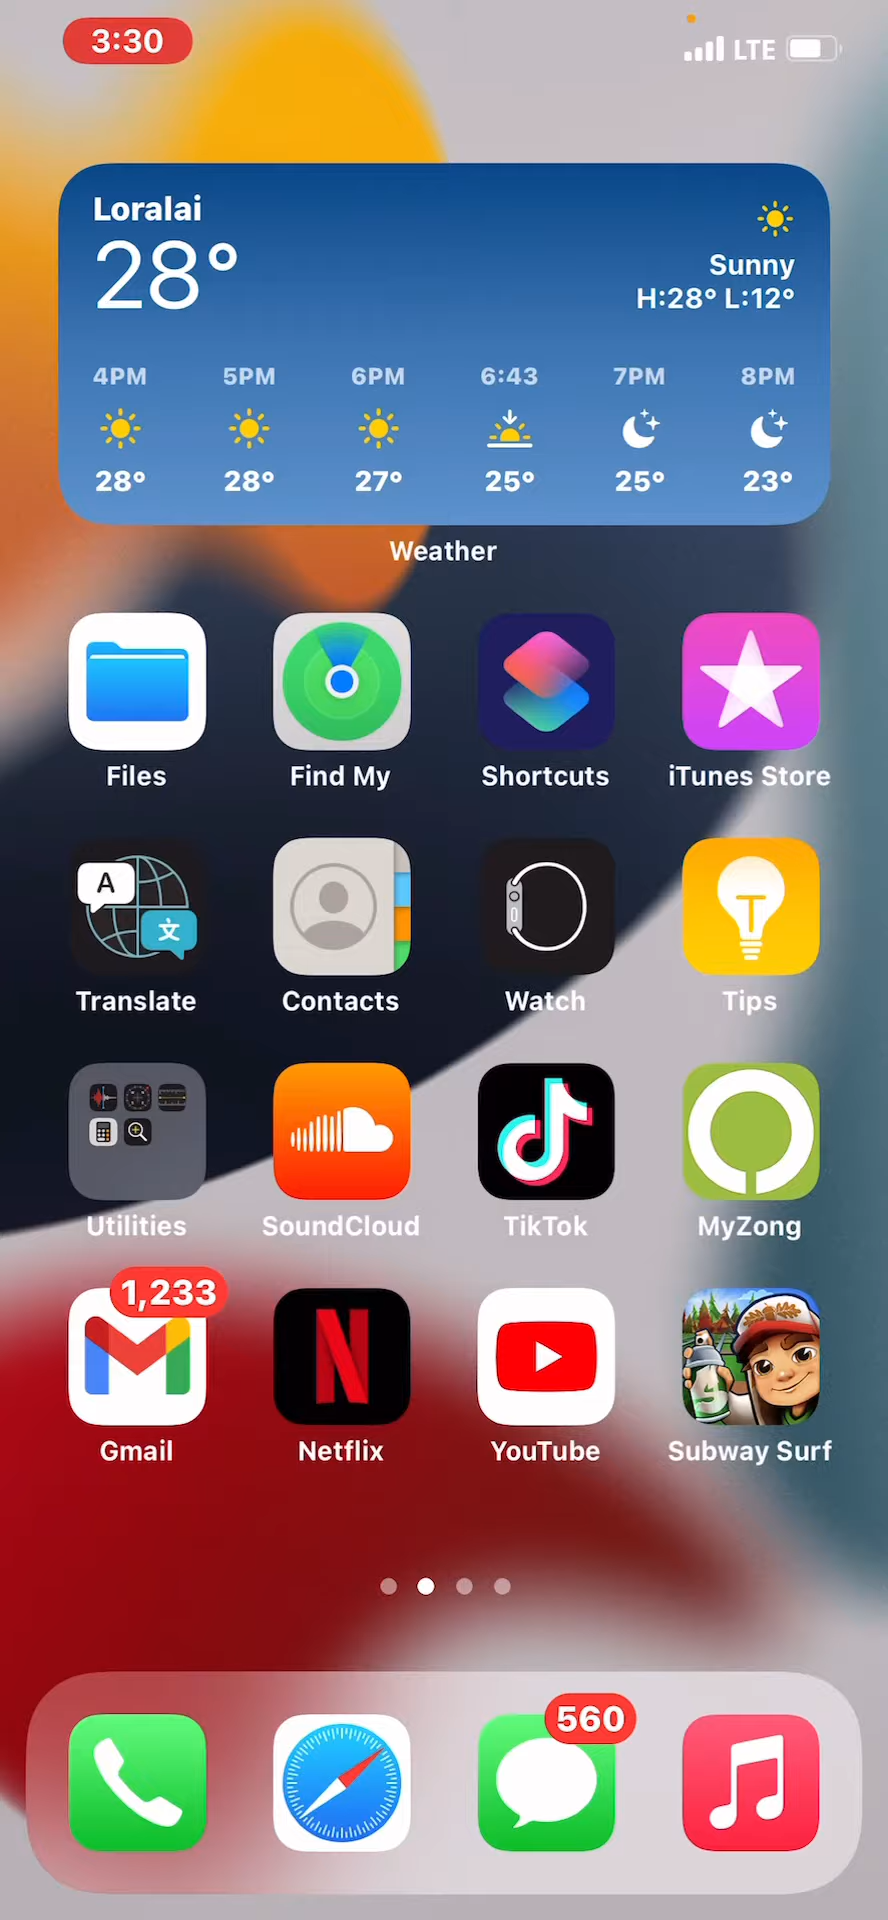 3:30
LTE
Loralai
28°
Sunny
H:28° L:12°
4PM 5PM 6PM 6:43 7PM 8PM
28° 28° 27° 25° 25° 23°
Weather
Files Find My Shortcuts iTunes Store
A 文 T
Translate Contacts Watch Tips
Utilities SoundCloud TikTok MyZong
1,233
N
Gmail Netflix YouTube Subway Surf
560